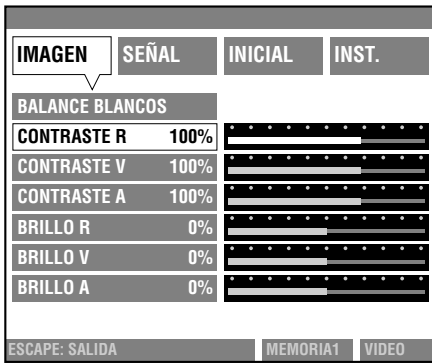 IMAGEN SEÑAL INICIAL INST.
BALANCE BLANCOS
CONTRASTE R 100%
CONTRASTE V 100%
CONTRASTE A 100%
BRILLO R 0%
BRILLO V 0%
BRILLO A 0%
ESCAPE: SALIDA MEMORIA1 VIDEO